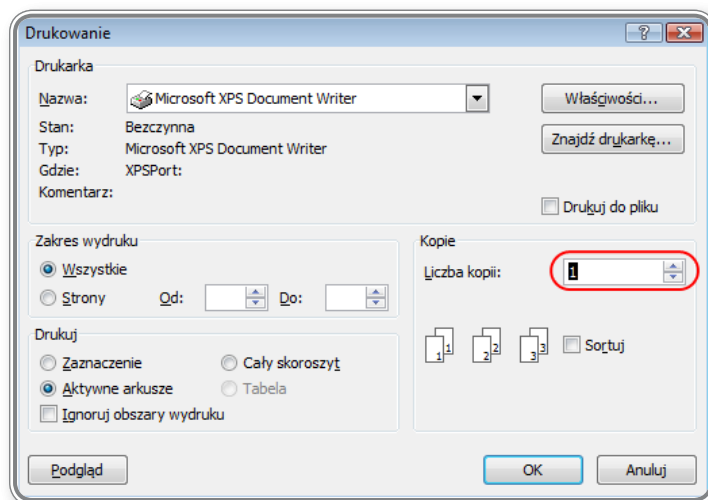 Drukowanie
Drukarka
Nazwa: Microsoft XPS Document Writer Właściwości...
Stan: Bezczynna
Typ: Microsoft XPS Document Writer Znajdź drukarkę...
Gdzie: XPSPort:
Komentarz:
Drukuj do pliku
Zakres wydruku
Wszystkie
Strony Od: Do:
Kopie
Liczba kopii: 1
1 1 2 2 3 3 Sortuj
Drukuj
Zaznaczenie Cały skoroszyt
Aktywne arkusze Tabela
Ignoruj obszary wydruku
Podgląd OK Anuluj